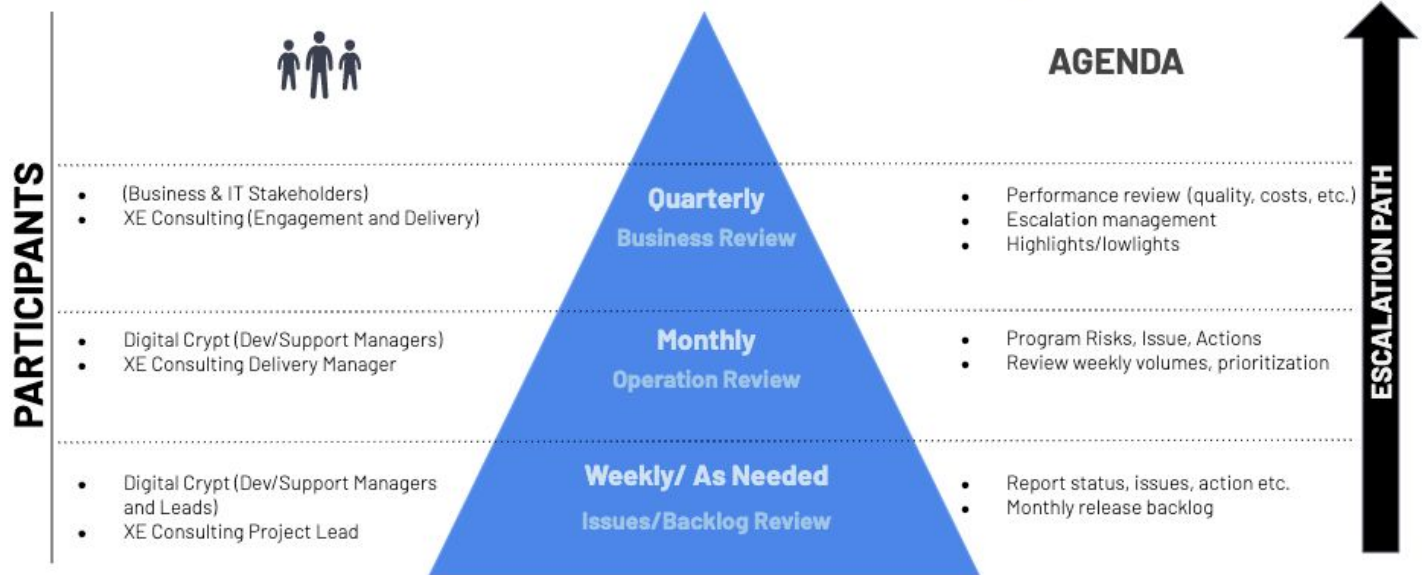 PARTICIPANTS
AGENDA
ESCALATION PATH
• (Business & IT Stakeholders)
• XE Consulting (Engagement and Delivery)
Quarterly
Business Review
• Performance review (quality, costs, etc.)
• Escalation management
• Highlights/lowlights
• Digital Crypt (Dev/Support Managers)
• XE Consulting Delivery Manager
Monthly
Operation Review
• Program Risks, Issue, Actions
• Review weekly volumes, prioritization
• Digital Crypt (Dev/Support Managers
and Leads)
• XE Consulting Project Lead
Weekly/ As Needed
Issues/Backlog Review
• Report status, issues, action etc.
• Monthly release backlog